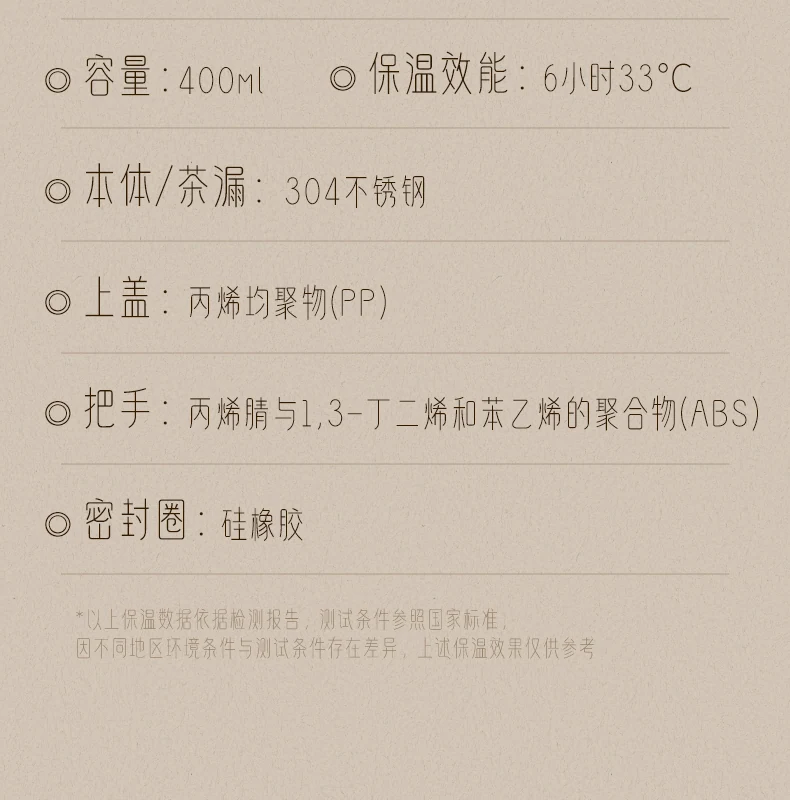 ◎ 容量：400ml ◎ 保温效能：6小时33℃
◎ 本体/茶漏：304不锈钢
◎ 上盖：丙烯均聚物(PP)
◎ 把手：丙烯腈与1,3-丁二烯和苯乙烯的聚合物(ABS)
◎ 密封圈：硅橡胶
*以上保温数据依据检测报告，测试条件参照国家标准，
因不同地区环境条件与测试条件存在差异，上述保温效果仅供参考